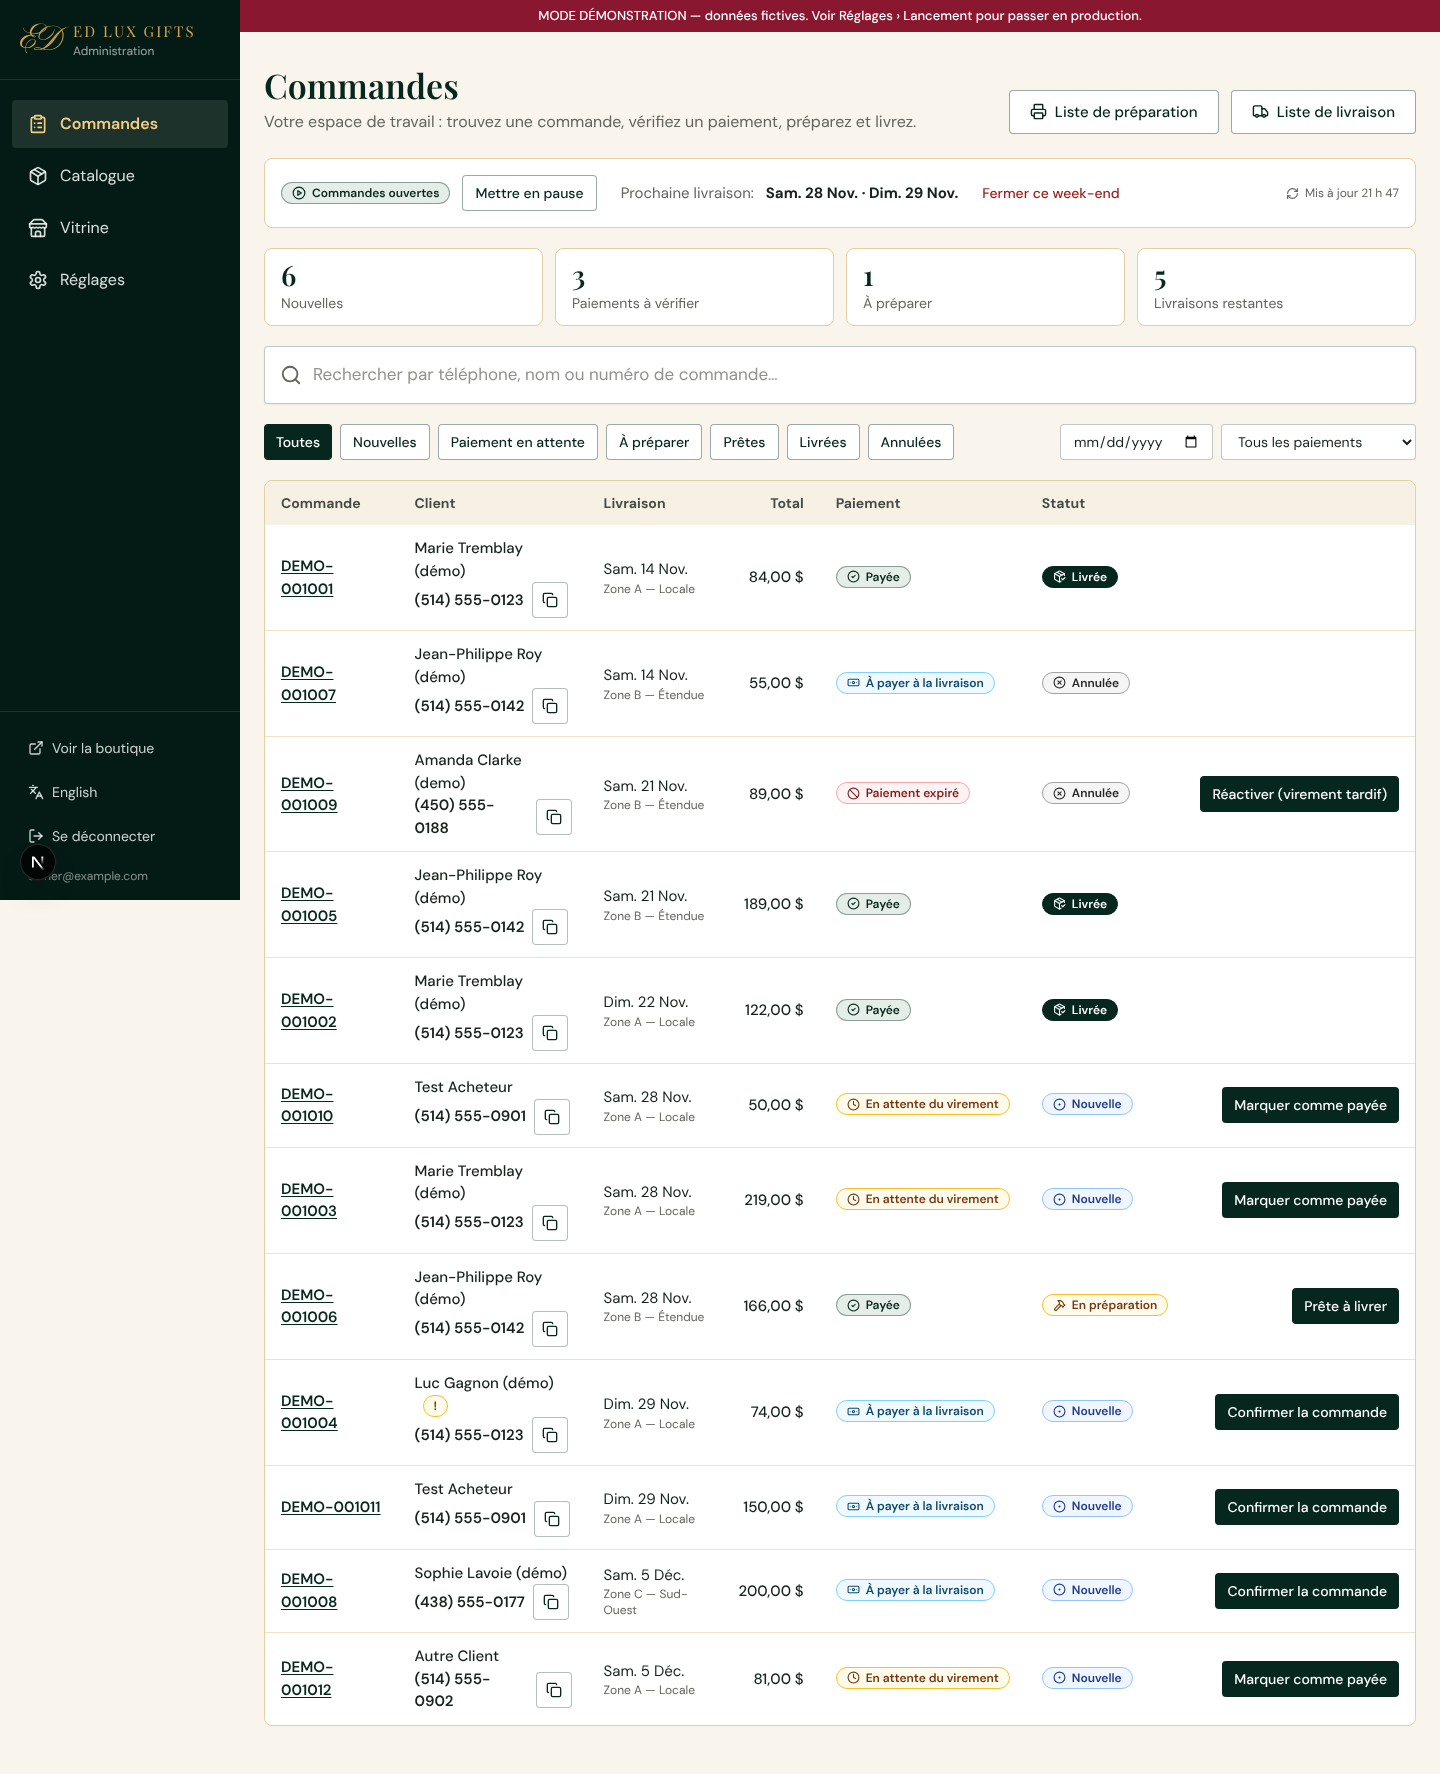 MODE DÉMONSTRATION — données fictives. Voir Réglages › Lancement pour passer en production.
ED LUX GIFTS
Administration
Commandes
Catalogue
Vitrine
Réglages
Voir la boutique
English
Se déconnecter
er@example.com
Commandes
Votre espace de travail : trouvez une commande, vérifiez un paiement, préparez et livrez.
Liste de préparation
Liste de livraison
Commandes ouvertes
Mettre en pause
Prochaine livraison: Sam. 28 Nov. · Dim. 29 Nov.
Fermer ce week-end
Mis à jour 21 h 47
6
Nouvelles
3
Paiements à vérifier
1
À préparer
5
Livraisons restantes
Rechercher par téléphone, nom ou numéro de commande…
Toutes
Nouvelles
Paiement en attente
À préparer
Prêtes
Livrées
Annulées
mm/dd/yyyy
Tous les paiements
Commande Client Livraison Total Paiement Statut
DEMO-
001001
Marie Tremblay
(démo)
(514) 555-0123
Sam. 14 Nov.
Zone A — Locale
84,00 $
Payée
Livrée
DEMO-
001007
Jean-Philippe Roy
(démo)
(514) 555-0142
Sam. 14 Nov.
Zone B — Étendue
55,00 $
À payer à la livraison
Annulée
DEMO-
001009
Amanda Clarke
(demo)
(450) 555-
0188
Sam. 21 Nov.
Zone B — Étendue
89,00 $
Paiement expiré
Annulée
Réactiver (virement tardif)
DEMO-
001005
Jean-Philippe Roy
(démo)
(514) 555-0142
Sam. 21 Nov.
Zone B — Étendue
189,00 $
Payée
Livrée
DEMO-
001002
Marie Tremblay
(démo)
(514) 555-0123
Dim. 22 Nov.
Zone A — Locale
122,00 $
Payée
Livrée
DEMO-
001010
Test Acheteur
(514) 555-0901
Sam. 28 Nov.
Zone A — Locale
50,00 $
En attente du virement
Nouvelle
Marquer comme payée
DEMO-
001003
Marie Tremblay
(démo)
(514) 555-0123
Sam. 28 Nov.
Zone A — Locale
219,00 $
En attente du virement
Nouvelle
Marquer comme payée
DEMO-
001006
Jean-Philippe Roy
(démo)
(514) 555-0142
Sam. 28 Nov.
Zone B — Étendue
166,00 $
Payée
En préparation
Prête à livrer
DEMO-
001004
Luc Gagnon (démo)
!
(514) 555-0123
Dim. 29 Nov.
Zone A — Locale
74,00 $
À payer à la livraison
Nouvelle
Confirmer la commande
DEMO-001011
Test Acheteur
(514) 555-0901
Dim. 29 Nov.
Zone A — Locale
150,00 $
À payer à la livraison
Nouvelle
Confirmer la commande
DEMO-
001008
Sophie Lavoie (démo)
(438) 555-0177
Sam. 5 Déc.
Zone C — Sud-
Ouest
200,00 $
À payer à la livraison
Nouvelle
Confirmer la commande
DEMO-
001012
Autre Client
(514) 555-
0902
Sam. 5 Déc.
Zone A — Locale
81,00 $
En attente du virement
Nouvelle
Marquer comme payée